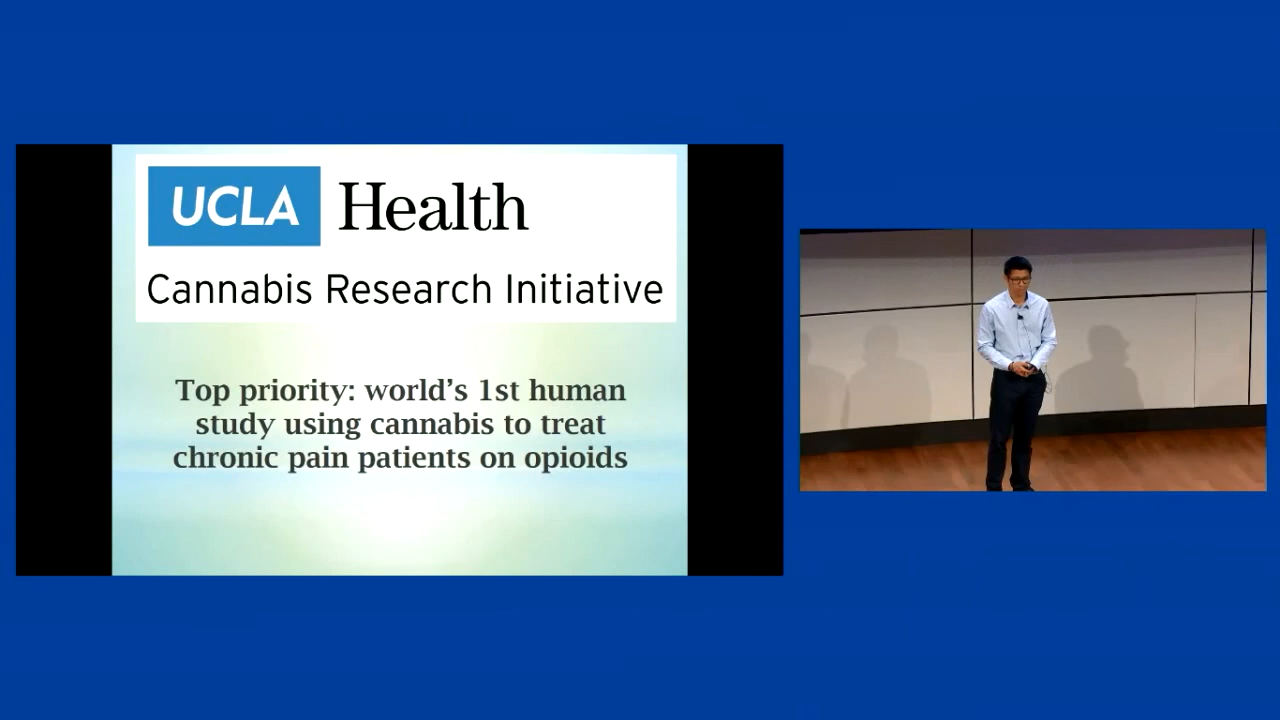 UCLA Health
Cannabis Research Initiative
Top priority: world's 1st human
study using cannabis to treat
chronic pain patients on opioids